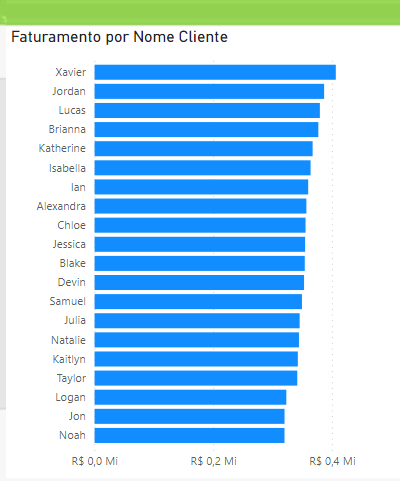 Faturamento por Nome Cliente
Xavier
Jordan
Lucas
Brianna
Katherine
Isabella
Ian
Alexandra
Chloe
Jessica
Blake
Devin
Samuel
Julia
Natalie
Kaitlyn
Taylor
Logan
Jon
Noah
R$ 0,0 Mi R$ 0,2 Mi R$ 0,4 Mi